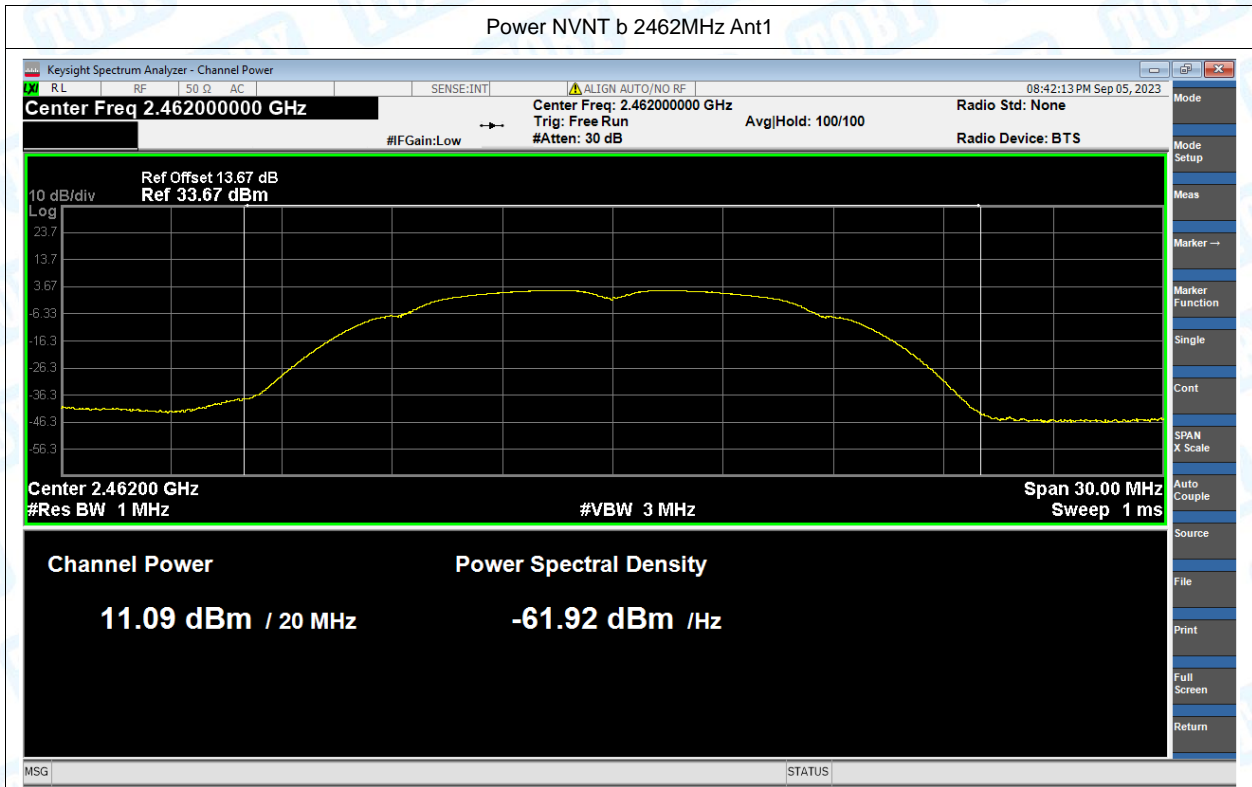 Power NVNT b 2462MHz Ant1
Keysight Spectrum Analyzer - Channel Power
LXI RL RF 50 Ω AC SENSE:INT ALIGN AUTO/NO RF 08:42:13 PM Sep 05, 2023
Center Freq 2.462000000 GHz
Center Freq: 2.462000000 GHz
Radio Std: None
Trig: Free Run Avg|Hold: 100/100
#IFGain:Low #Atten: 30 dB
Radio Device: BTS
Ref Offset 13.67 dB
10 dB/div Ref 33.67 dBm
Log
23.7
13.7
3.67
-6.33
-16.3
-26.3
-36.3
-46.3
-56.3
Center 2.46200 GHz Span 30.00 MHz
#Res BW 1 MHz #VBW 3 MHz Sweep 1 ms
Channel Power Power Spectral Density
11.09 dBm / 20 MHz -61.92 dBm /Hz
Mode
Mode
Setup
Meas
Marker →
Marker
Function
Single
Cont
SPAN
X Scale
Auto
Couple
Source
File
Print
Full
Screen
Return
MSG STATUS
TOBY